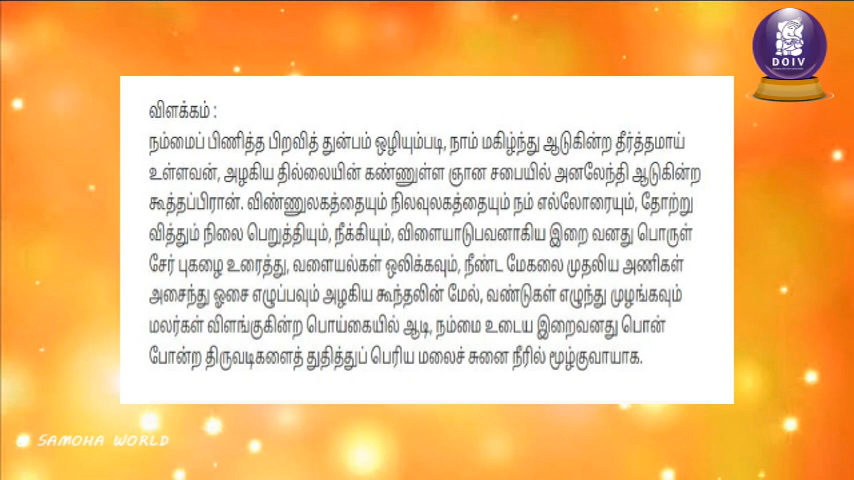 DOIV
விளக்கம் :
நம்மைப் பிணித்த பிறவித் துன்பம் ஒழியும்படி, நாம் மகிழ்ந்து ஆடுகின்ற தீர்த்தமாய்
உள்ளவன், அழகிய தில்லையின் கண்ணுள்ள ஞான சபையில் அனலேந்தி ஆடுகின்ற
கூத்தப்பிரான். விண்ணுலகத்தையும் நிலவுலகத்தையும் நம் எல்லோரையும், தோற்று
வித்தும் நிலை பெறுத்தியும், நீக்கியும், விளையாடுபவனாகிய இறை வனது பொருள்
சேர் புகழை உரைத்து, வளையல்கள் ஒலிக்கவும், நீண்ட மேகலை முதலிய அணிகள்
அசைந்து ஓசை எழுப்பவும் அழகிய கூந்தலின் மேல், வண்டுகள் எழுந்து முழங்கவும்
மலர்கள் விளங்குகின்ற பொய்கையில் ஆடி, நம்மை உடைய இறைவனது பொன்
போன்ற திருவடிகளைத் துதித்துப் பெரிய மலைச் சுனை நீரில் மூழ்குவாயாக.
SAMOHA WORLD